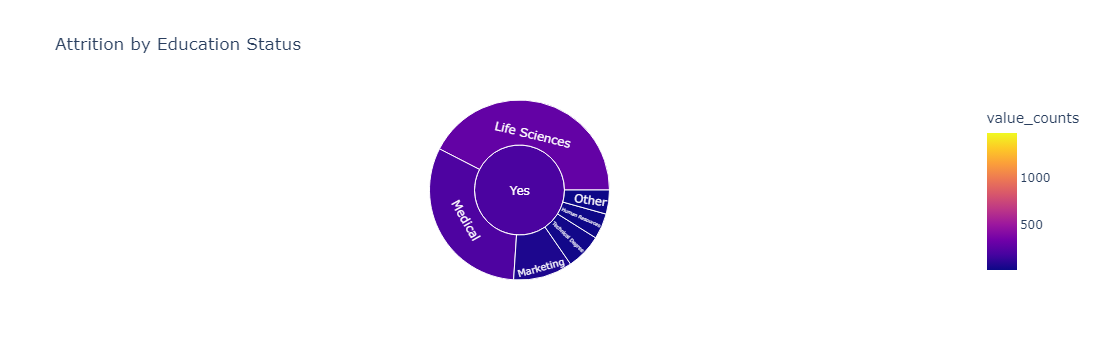 Attrition by Education Status
value_counts
Life Sciences
Yes
Other
Human Resources
Technical Degree
Medical
Marketing
1000
500